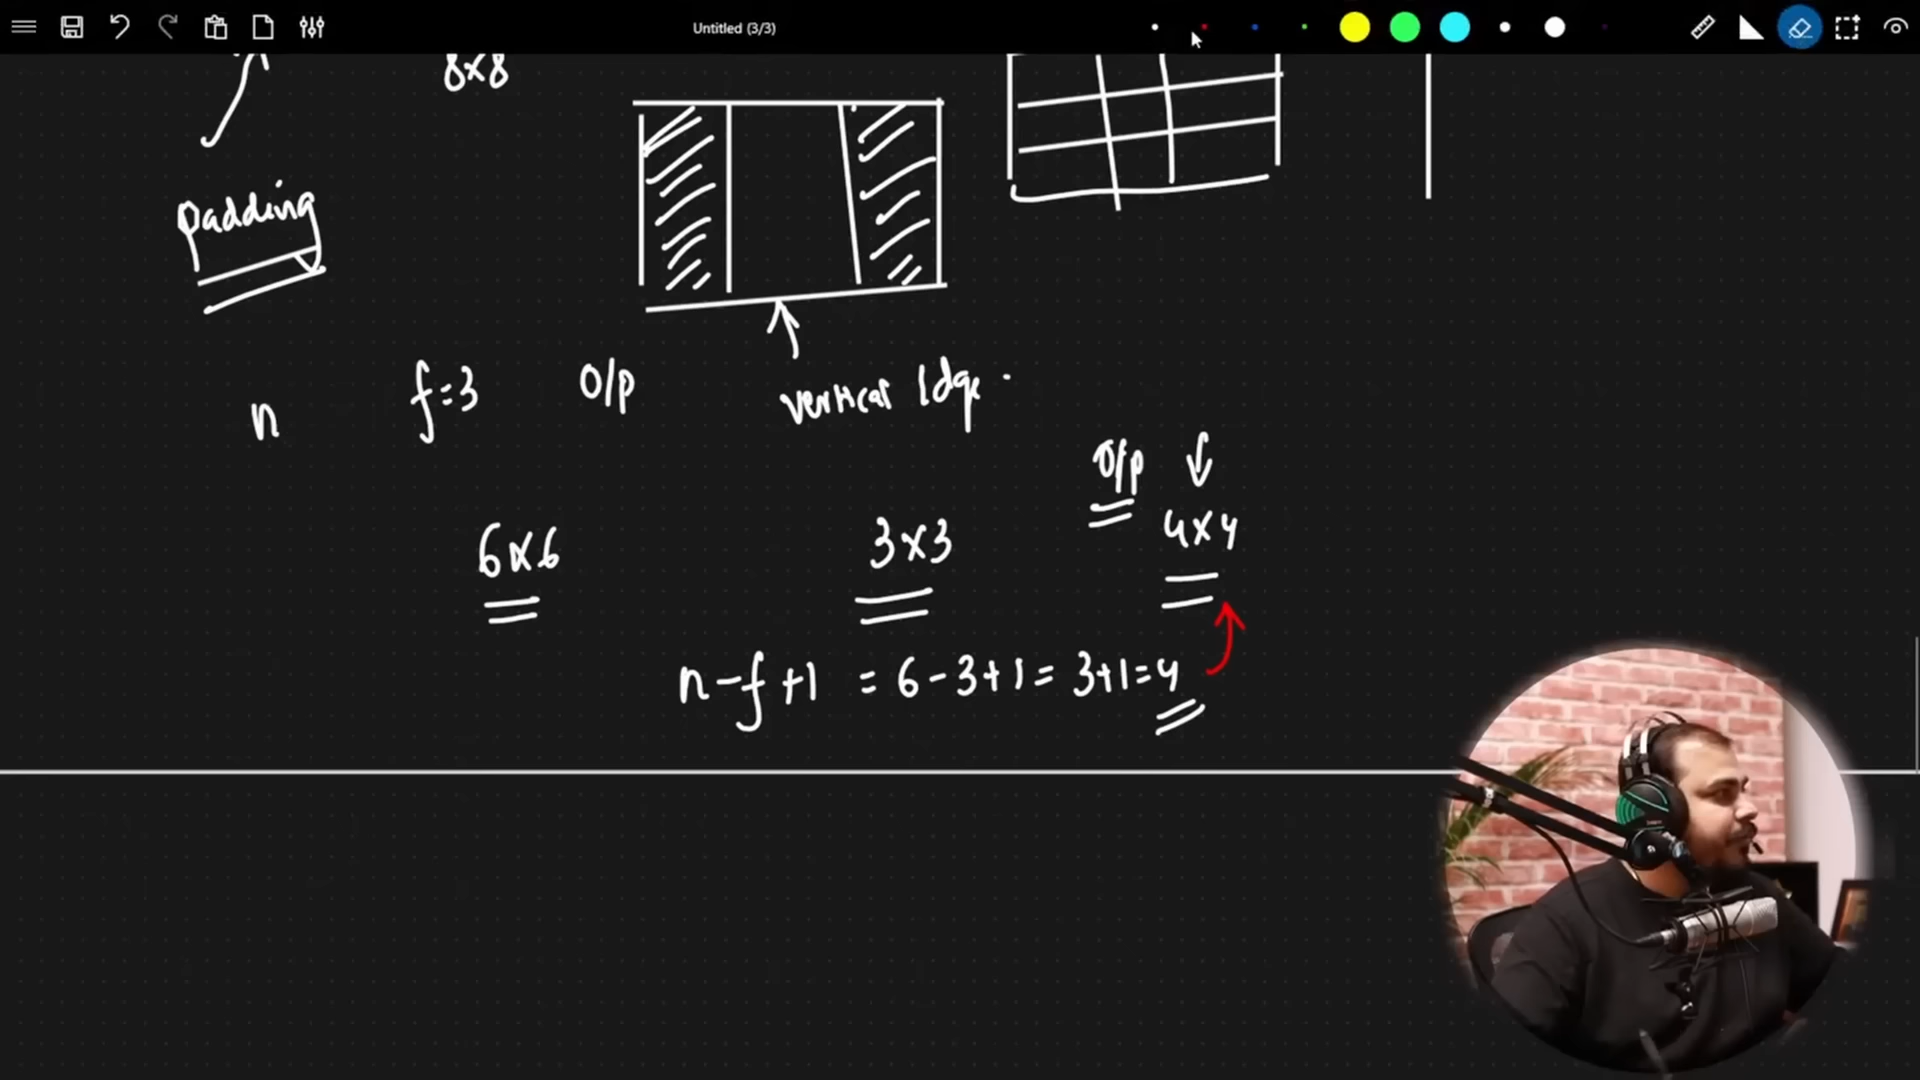 Untitled (3/3)
8x8
padding
n f=3 O/p
vertical Edge.
O/p
6x6 3x3 4x4
n-f+1 = 6-3+1 = 3+1=4